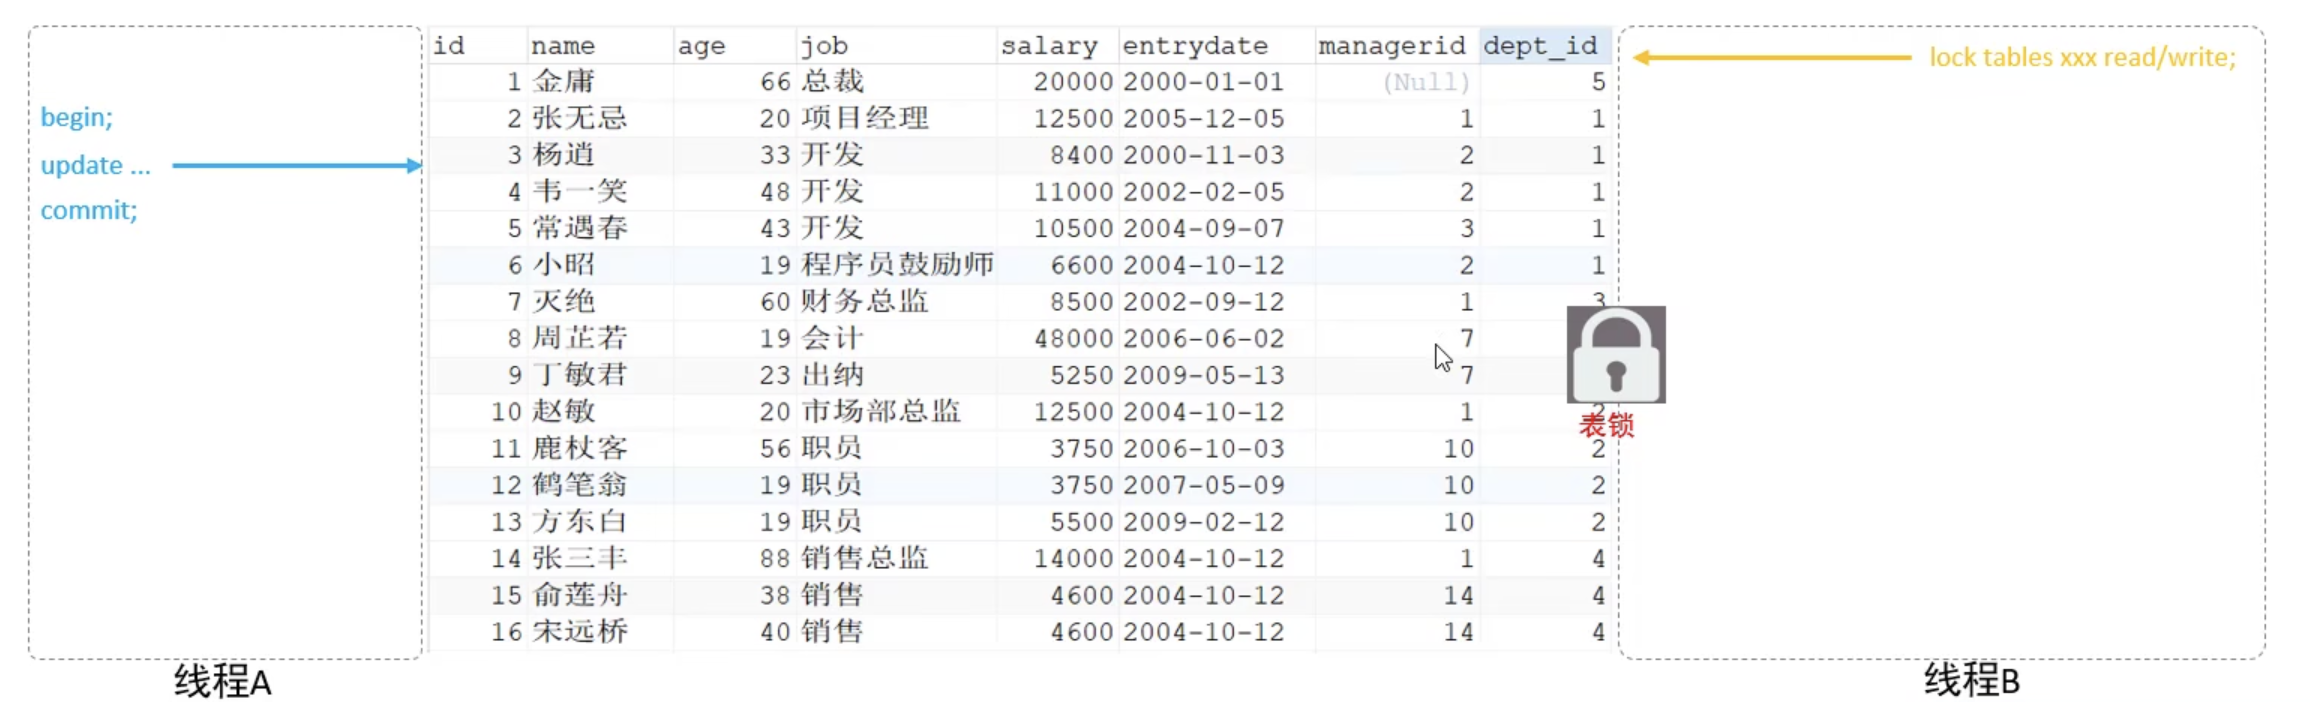 id name age job salary entrydate managerid dept_id
lock tables xxx read/write;
1 金庸 66 总裁 20000 2000-01-01 (Null) 5
begin;
2 张无忌 20 项目经理 12500 2005-12-05 1 1
update ...
3 杨逍 33 开发 8400 2000-11-03 2 1
4 韦一笑 48 开发 11000 2002-02-05 2 1
commit;
5 常遇春 43 开发 10500 2004-09-07 3 1
6 小昭 19 程序员鼓励师 6600 2004-10-12 2 1
7 灭绝 60 财务总监 8500 2002-09-12 1 3
8 周芷若 19 会计 48000 2006-06-02 7
9 丁敏君 23 出纳 5250 2009-05-13 7
10 赵敏 20 市场部总监 12500 2004-10-12 1 2
表锁
11 鹿杖客 56 职员 3750 2006-10-03 10 2
12 鹤笔翁 19 职员 3750 2007-05-09 10 2
13 方东白 19 职员 5500 2009-02-12 10 2
14 张三丰 88 销售总监 14000 2004-10-12 1 4
15 俞莲舟 38 销售 4600 2004-10-12 14 4
16 宋远桥 40 销售 4600 2004-10-12 14 4
线程A
线程B